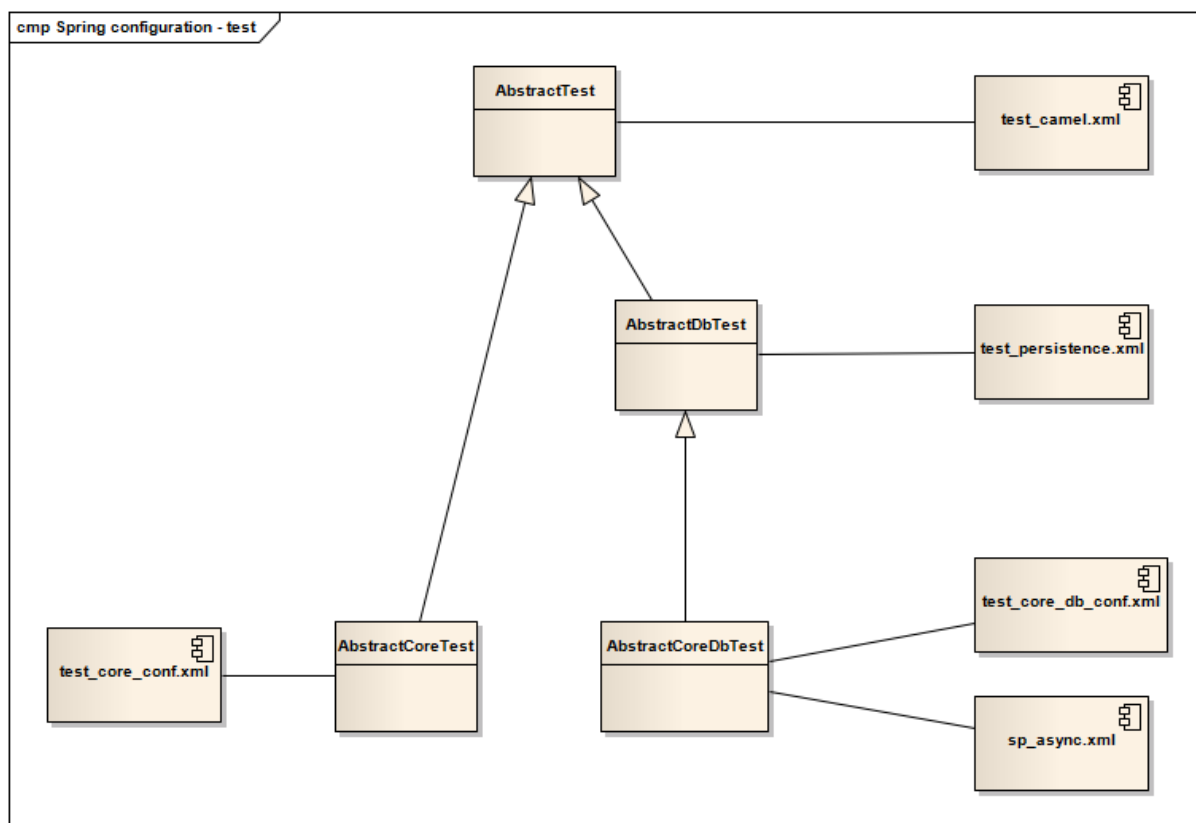 cmp Spring configuration - test
AbstractTest
test_camel.xml
AbstractDbTest
test_persistence.xml
test_core_db_conf.xml
AbstractCoreTest
AbstractCoreDbTest
test_core_conf.xml
sp_async.xml